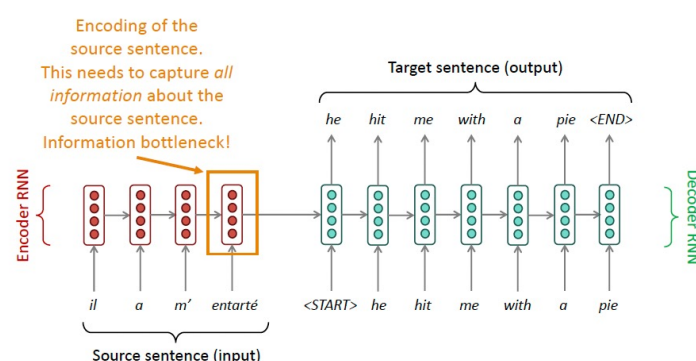 Encoding of the
source sentence.
This needs to capture all
information about the
source sentence.
Information bottleneck!
Target sentence (output)
he hit me with a pie <END>
Encoder RNN
Decoder RNN
il a m' entarté <START> he hit me with a pie
Source sentence (input)